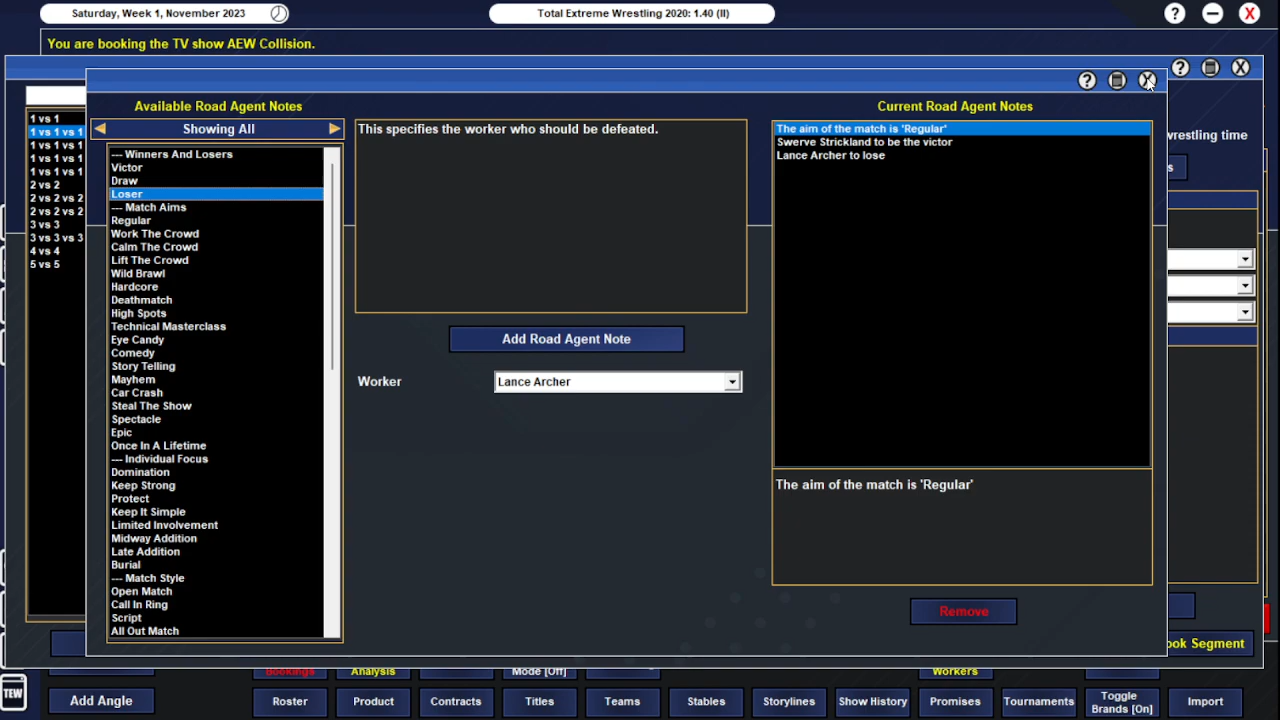 Saturday, Week 1, November 2023
Total Extreme Wrestling 2020: 1.40 (II)
?
X
You are booking the TV show AEW Collision.
? X
? X
Available Road Agent Notes
Current Road Agent Notes
Showing All
1 vs 1
1 vs 1 vs 1
1 vs 1 vs 1
1 vs 1 vs 1
1 vs 1 vs 1
2 vs 2
2 vs 2 vs 2
2 vs 2 vs 2
3 vs 3
3 vs 3 vs 3
4 vs 4
5 vs 5
--- Winners And Losers
Victor
Draw
Loser
--- Match Aims
Regular
Work The Crowd
Calm The Crowd
Lift The Crowd
Wild Brawl
Hardcore
Deathmatch
High Spots
Technical Masterclass
Eye Candy
Comedy
Story Telling
Mayhem
Car Crash
Steal The Show
Spectacle
Epic
Once In A Lifetime
--- Individual Focus
Domination
Keep Strong
Protect
Keep It Simple
Limited Involvement
Midway Addition
Late Addition
Burial
--- Match Style
Open Match
Call In Ring
Script
All Out Match
This specifies the worker who should be defeated.
Add Road Agent Note
Worker
Lance Archer
The aim of the match is 'Regular'
Swerve Strickland to be the victor
Lance Archer to lose
The aim of the match is 'Regular'
Remove
wrestling time
s
ook Segment
Bookings
Analysis
Mode [Off]
Workers
TEW
Add Angle
Roster
Product
Contracts
Titles
Teams
Stables
Storylines
Show History
Promises
Tournaments
Toggle
Brands [On]
Import